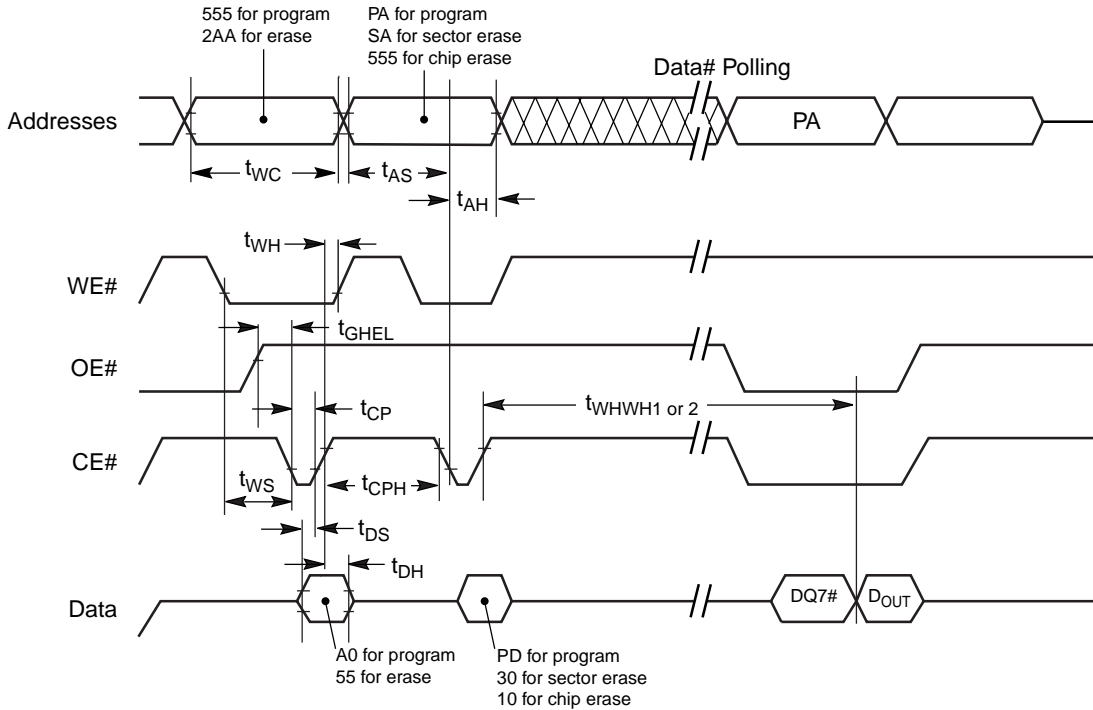 555 for program
2AA for erase
PA for program
SA for sector erase
555 for chip erase
Data# Polling
Addresses
PA
tWC
tAS
tAH
tWH
WE#
tGHEL
OE#
tWHWH1 or 2
tCP
CE#
tWS
tCPH
tDS
tDH
Data
DQ7#
DOUT
A0 for program
55 for erase
PD for program
30 for sector erase
10 for chip erase